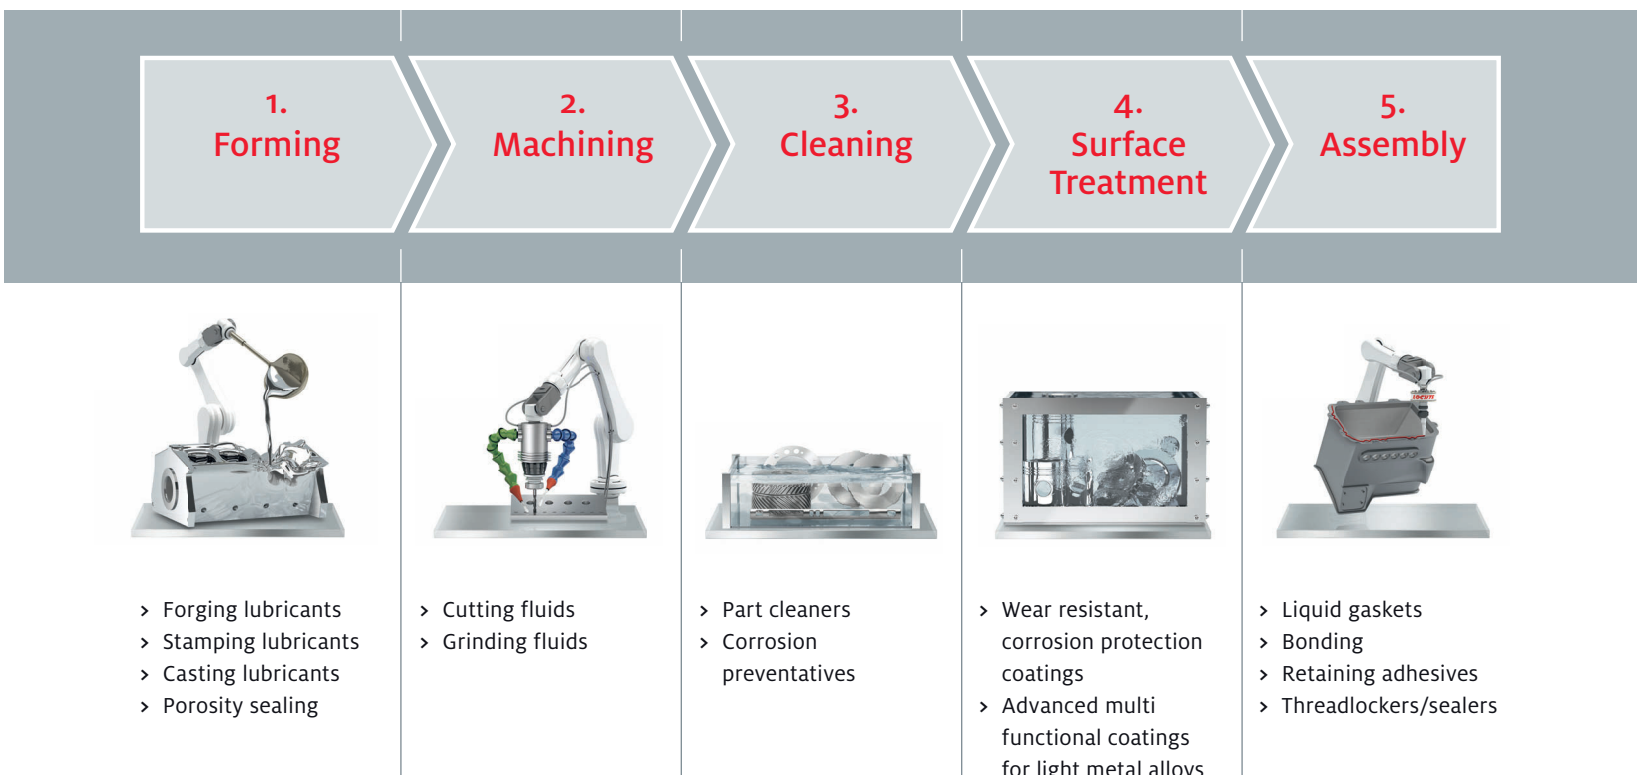 1.
Forming
2.
Machining
3.
Cleaning
4.
Surface
Treatment
5.
Assembly
> Forging lubricants
> Stamping lubricants
> Casting lubricants
> Porosity sealing
> Cutting fluids
> Grinding fluids
> Part cleaners
> Corrosion
preventatives
> Wear resistant,
corrosion protection
coatings
> Advanced multi
functional coatings
for light metal alloys
> Liquid gaskets
> Bonding
> Retaining adhesives
> Threadlockers/sealers